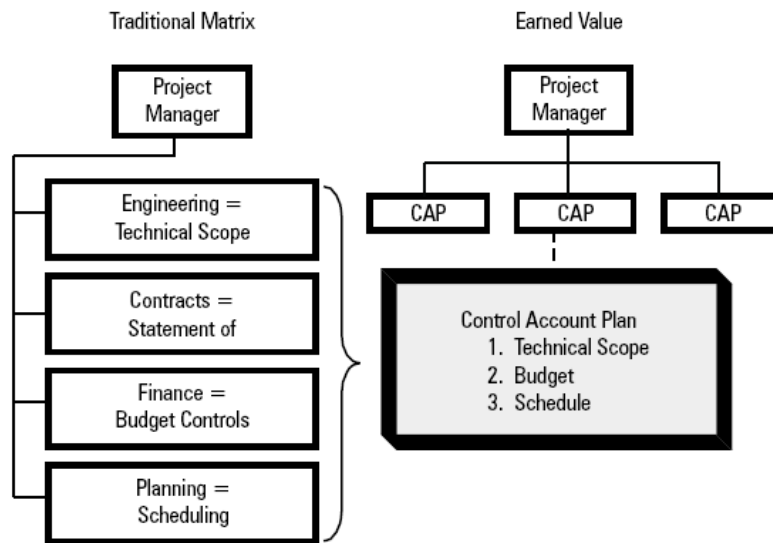 Traditional Matrix
Project
Manager
Engineering =
Technical Scope
Contracts =
Statement of
Finance =
Budget Controls
Planning =
Scheduling
Earned Value
Project
Manager
CAP
CAP
CAP
Control Account Plan
1. Technical Scope
2. Budget
3. Schedule